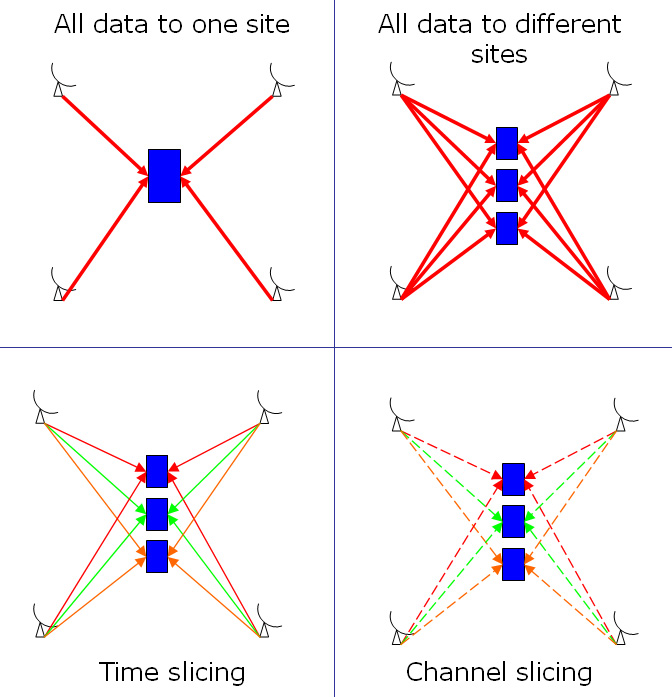 All data to one site
All data to different
sites
Time slicing
Channel slicing